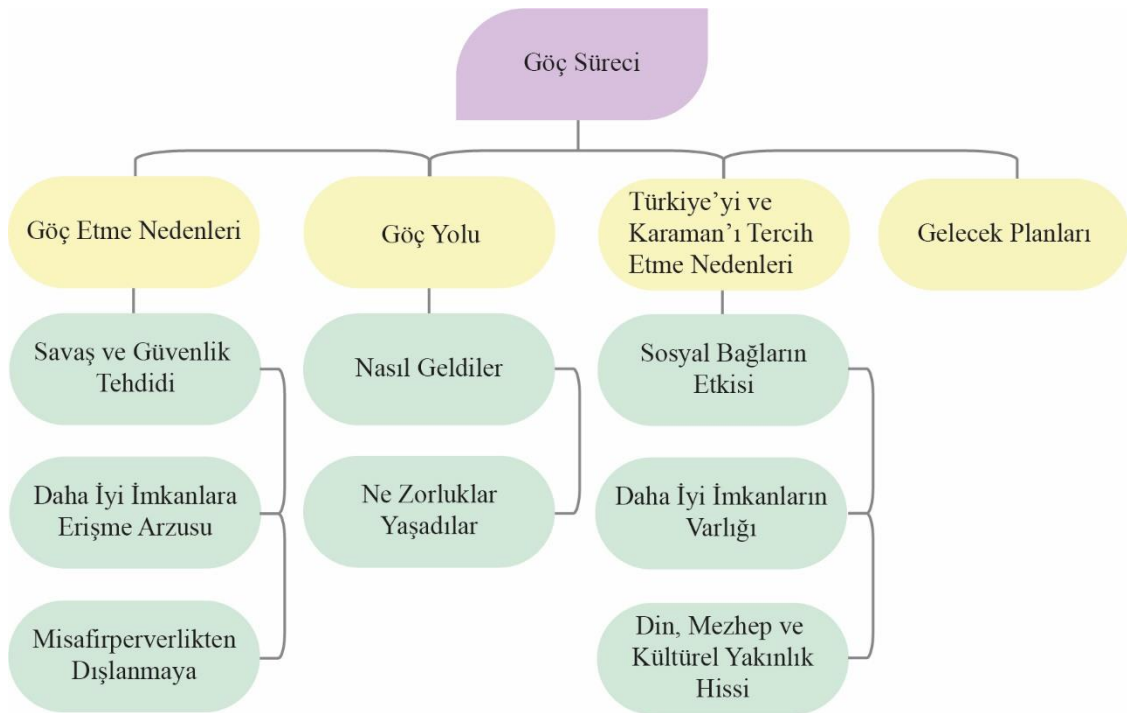 Göç Süreci
Göç Etme Nedenleri
Göç Yolu
Türkiye’yi ve
Karaman’ı Tercih
Etme Nedenleri
Gelecek Planları
Savaş ve Güvenlik
Tehdidi
Nasıl Geldiler
Sosyal Bağların
Etkisi
Daha İyi İmkanlara
Erişme Arzusu
Ne Zorluklar
Yaşadılar
Daha İyi İmkanların
Varlığı
Misafirperverlikten
Dışlanmaya
Din, Mezhep ve
Kültürel Yakınlık
Hissi